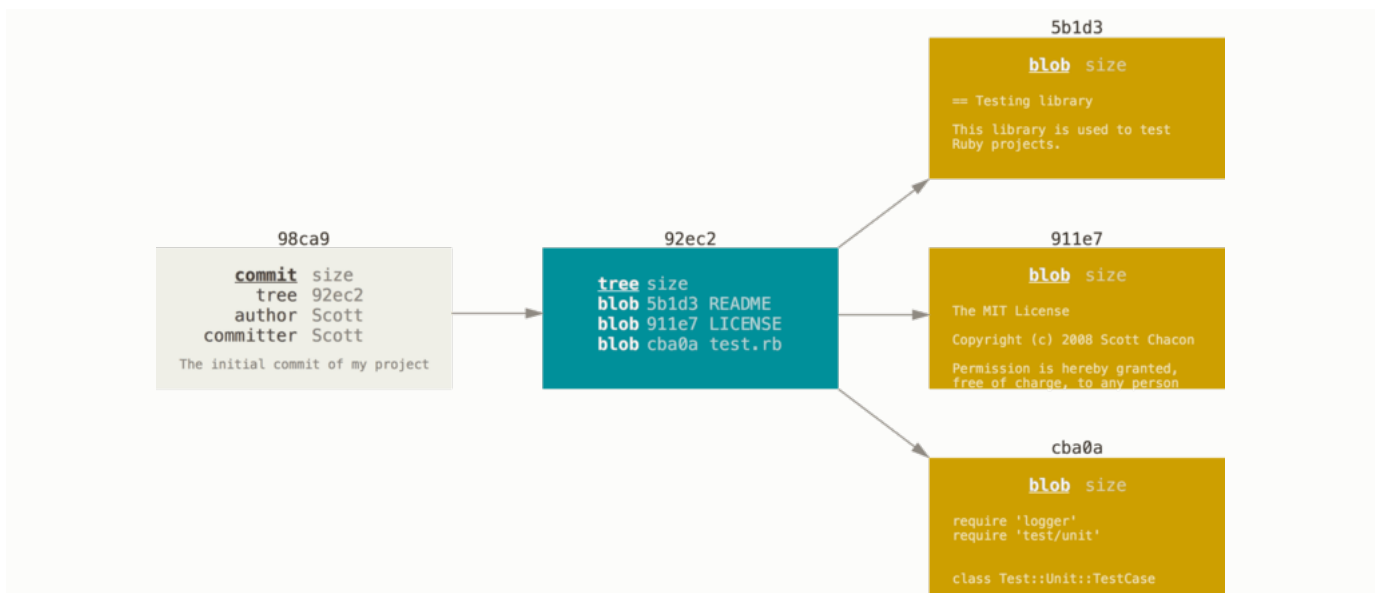 98ca9
commit size
tree 92ec2
author Scott
committer Scott
The initial commit of my project
92ec2
tree size
blob 5b1d3 README
blob 911e7 LICENSE
blob cba0a test.rb
5b1d3
blob size
== Testing library
This library is used to test
Ruby projects.
911e7
blob size
The MIT License
Copyright (c) 2008 Scott Chacon
Permission is hereby granted,
free of charge, to any person
cba0a
blob size
require 'logger'
require 'test/unit'
class Test::Unit::TestCase